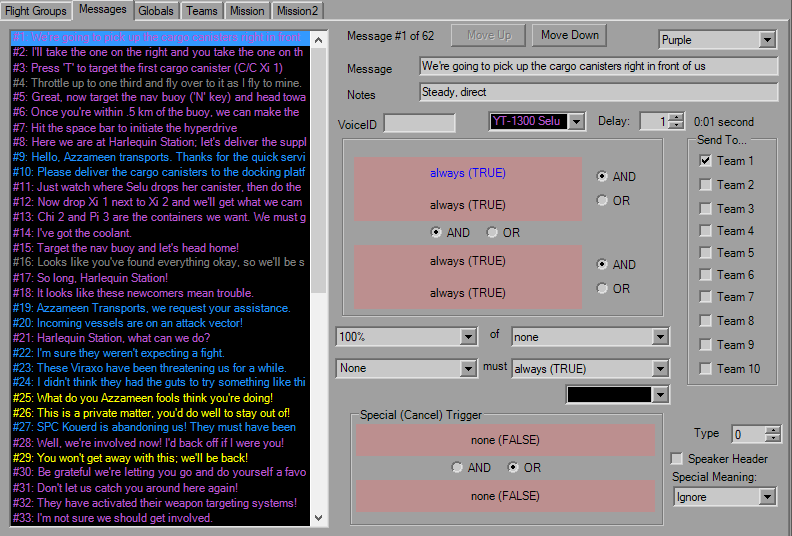 Flight Groups Messages Globals Teams Mission Mission2
#1: We're going to pick up the cargo canisters right in front
#2: I'll take the one on the right and you take the one on th
#3: Press 'T' to target the first cargo canister (C/C Xi 1)
#4: Throttle up to one third and fly over to it as I fly to mine.
#5: Great, now target the nav buoy ('N' key) and head towa
#6: Once you're within .5 km of the buoy, we can make the
#7: Hit the space bar to initiate the hyperdrive
#8: Here we are at Harlequin Station; let's deliver the suppl
#9: Hello, Azzameen transports. Thanks for the quick servi
#10: Please deliver the cargo canisters to the docking platf
#11: Just watch where Selu drops her canister, then do the
#12: Now drop Xi 1 next to Xi 2 and we'll get what we cam
#13: Chi 2 and Pi 3 are the containers we want. We must g
#14: I've got the coolant.
#15: Target the nav buoy and let's head home!
#16: Looks like you've found everything okay, so we'll be s
#17: So long, Harlequin Station!
#18: It looks like these newcomers mean trouble.
#19: Azzameen Transports, we request your assistance.
#20: Incoming vessels are on an attack vector!
#21: Harlequin Station, what can we do?
#22: I'm sure they weren't expecting a fight.
#23: These Viraxo have been threatening us for a while.
#24: I didn't think they had the guts to try something like thi
#25: What do you Azzameen fools think you're doing!
#26: This is a private matter, you'd do well to stay out of!
#27: SPC Kouerd is abandoning us! They must have been
#28: Well, we're involved now! I'd back off if I were you!
#29: You won't get away with this; we'll be back!
#30: Be grateful we're letting you go and do yourself a favo
#31: Don't let us catch you around here again!
#32: They have activated their weapon targeting systems!
#33: I'm not sure we should get involved.
Message #1 of 62 Move Up Move Down Purple
Message We're going to pick up the cargo canisters right in front of us
Notes Steady, direct
VoiceID YT-1300 Selu Delay: 1 0:01 second
always (TRUE)
always (TRUE)
AND
OR
AND OR
always (TRUE)
always (TRUE)
AND
OR
Send To...
Team 1
Team 2
Team 3
Team 4
Team 5
Team 6
Team 7
Team 8
Team 9
Team 10
100% of none
None must always (TRUE)
Special (Cancel) Trigger
none (FALSE)
AND OR
none (FALSE)
Type 0
Speaker Header
Special Meaning:
Ignore